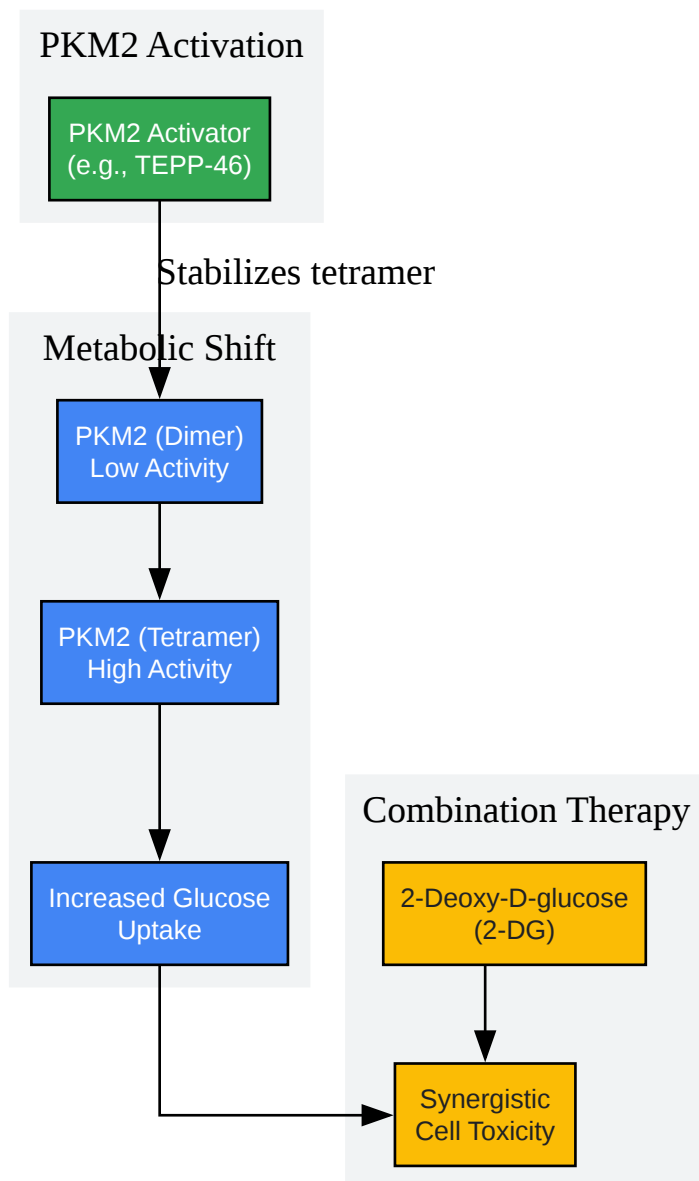 PKM2 Activation
PKM2 Activator
(e.g., TEPP-46)
Stabilizes tetramer
Metabolic Shift
PKM2 (Dimer)
Low Activity
PKM2 (Tetramer)
High Activity
Increased Glucose
Uptake
Combination Therapy
2-Deoxy-D-glucose
(2-DG)
Synergistic
Cell Toxicity